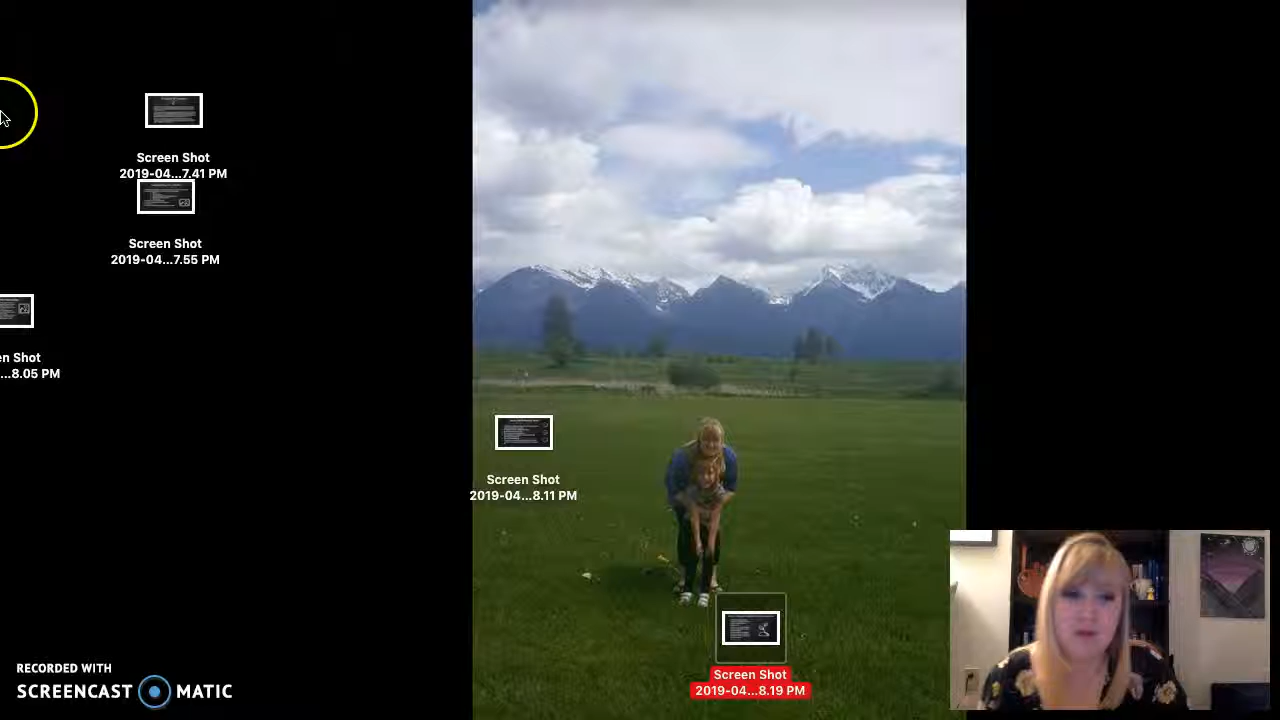 Screen Shot
2019-04...7.41 PM
Screen Shot
2019-04...7.55 PM
en Shot
...8.05 PM
Screen Shot
2019-04...8.11 PM
Screen Shot
2019-04...8.19 PM
RECORDED WITH
SCREENCAST MATIC